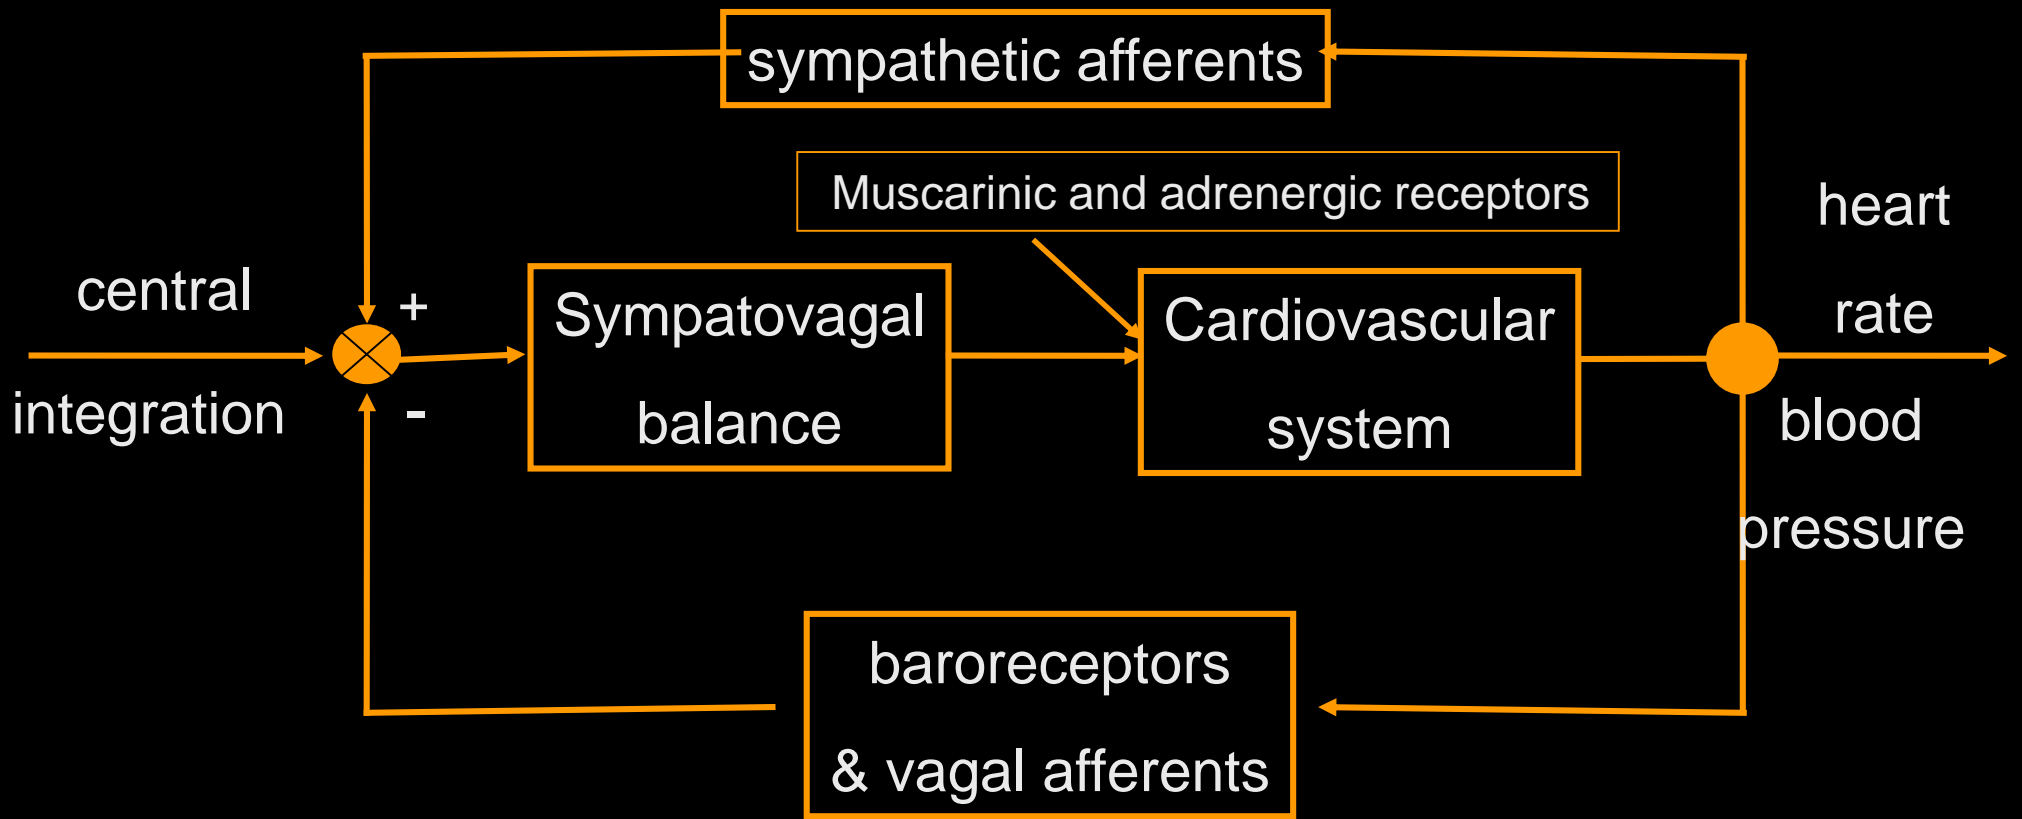 sympathetic afferents
Muscarinic and adrenergic receptors
heart
rate
central
integration
+
-
Sympatovagal
balance
Cardiovascular
system
blood
pressure
baroreceptors
& vagal afferents